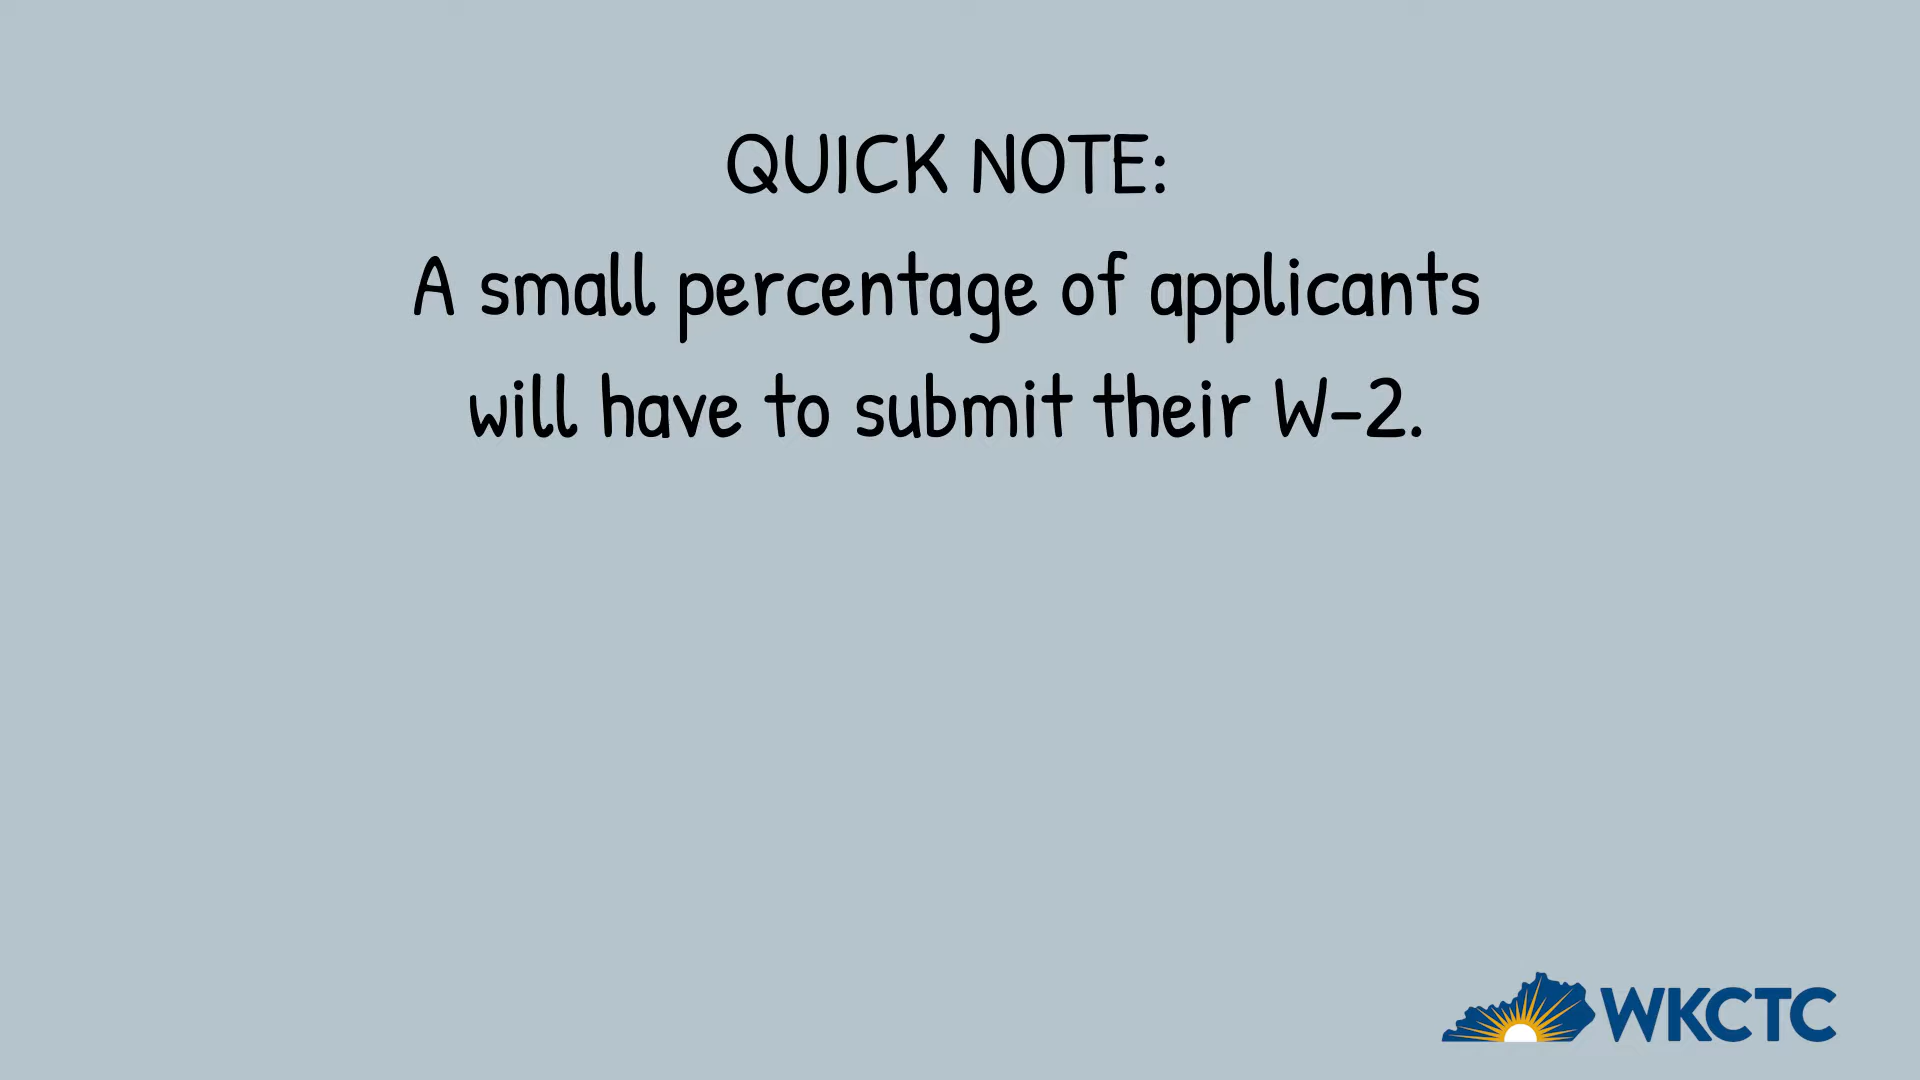 QUICK NOTE:
A small percentage of applicants
will have to submit their W-2.
WKCTC